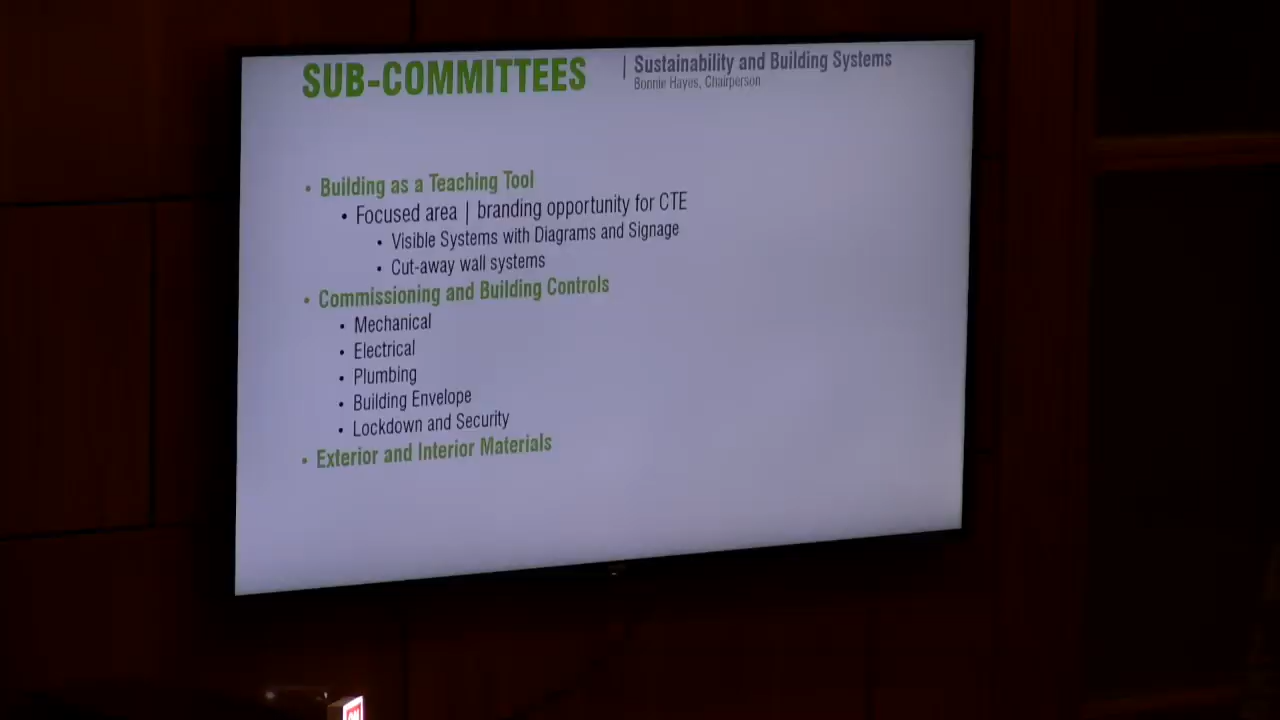 SUB-COMMITTEES
| Sustainability and Building Systems
Bonnie Hayes, Chairperson
• Building as a Teaching Tool
• Focused area | branding opportunity for CTE
• Visible Systems with Diagrams and Signage
• Cut-away wall systems
• Commissioning and Building Controls
• Mechanical
• Electrical
• Plumbing
• Building Envelope
• Lockdown and Security
• Exterior and Interior Materials